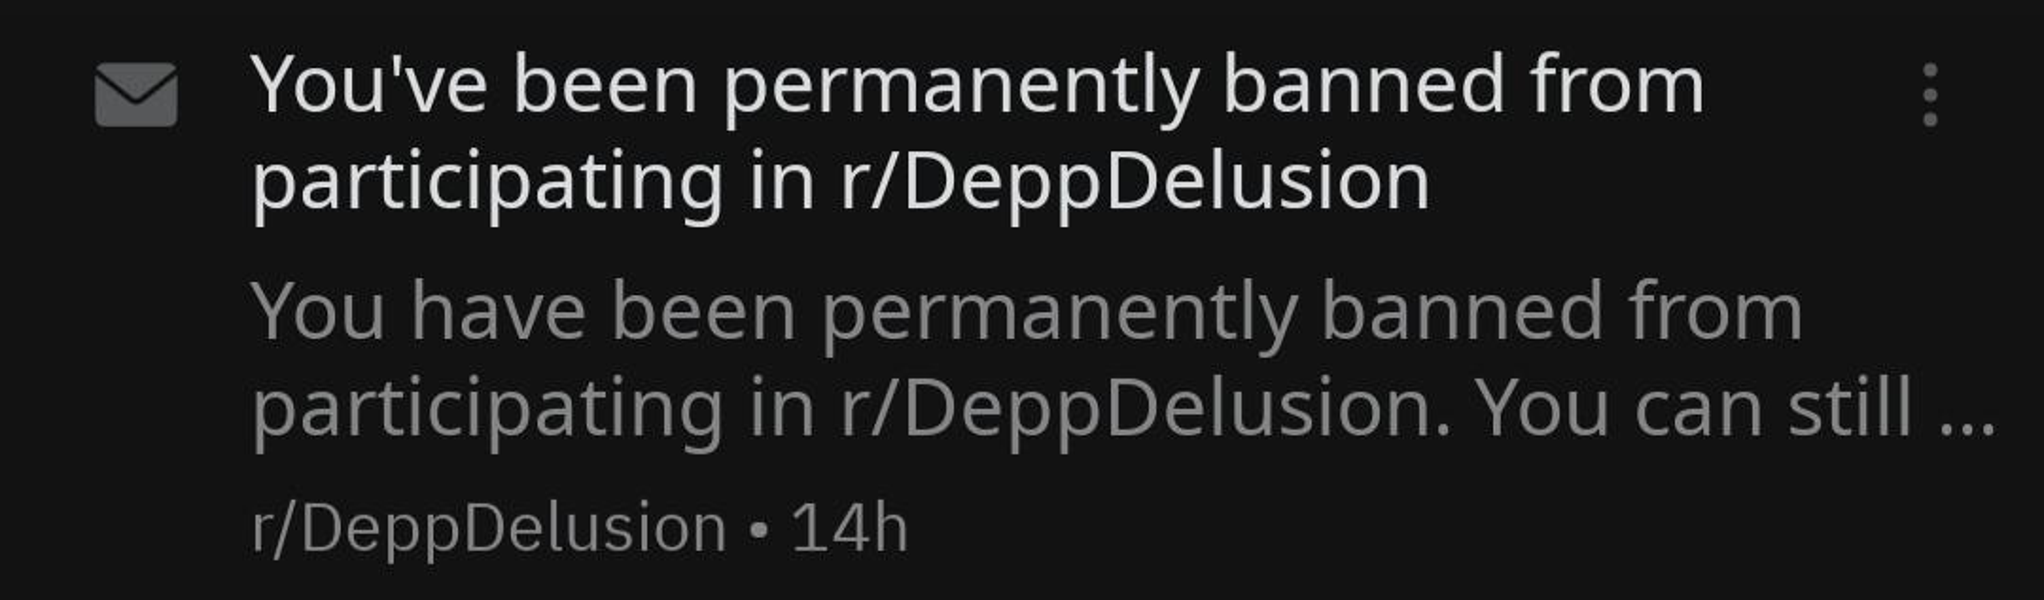 You've been permanently banned from
participating in r/DeppDelusion
You have been permanently banned from
participating in r/DeppDelusion. You can still ...
r/DeppDelusion • 14h